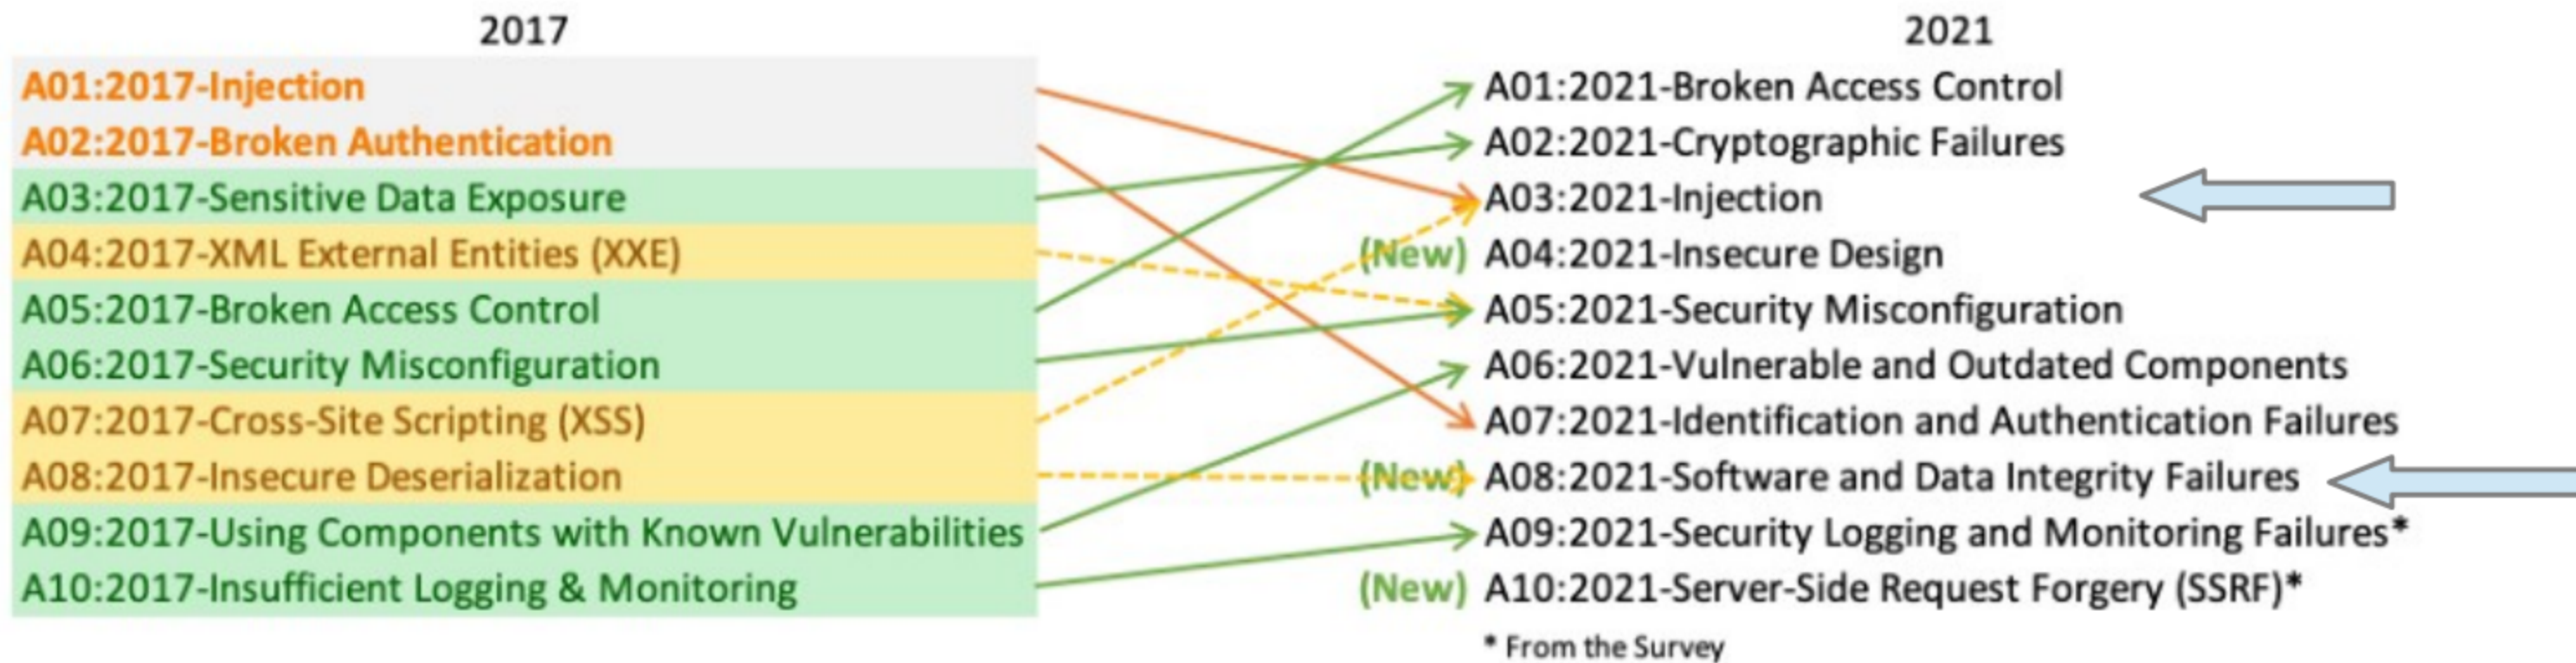 2017
A01:2017-Injection
A02:2017-Broken Authentication
A03:2017-Sensitive Data Exposure
A04:2017-XML External Entities (XXE)
A05:2017-Broken Access Control
A06:2017-Security Misconfiguration
A07:2017-Cross-Site Scripting (XSS)
A08:2017-Insecure Deserialization
A09:2017-Using Components with Known Vulnerabilities
A10:2017-Insufficient Logging & Monitoring
2021
A01:2021-Broken Access Control
A02:2021-Cryptographic Failures
A03:2021-Injection
(New) A04:2021-Insecure Design
A05:2021-Security Misconfiguration
A06:2021-Vulnerable and Outdated Components
A07:2021-Identification and Authentication Failures
(New) A08:2021-Software and Data Integrity Failures
A09:2021-Security Logging and Monitoring Failures*
(New) A10:2021-Server-Side Request Forgery (SSRF)*
* From the Survey